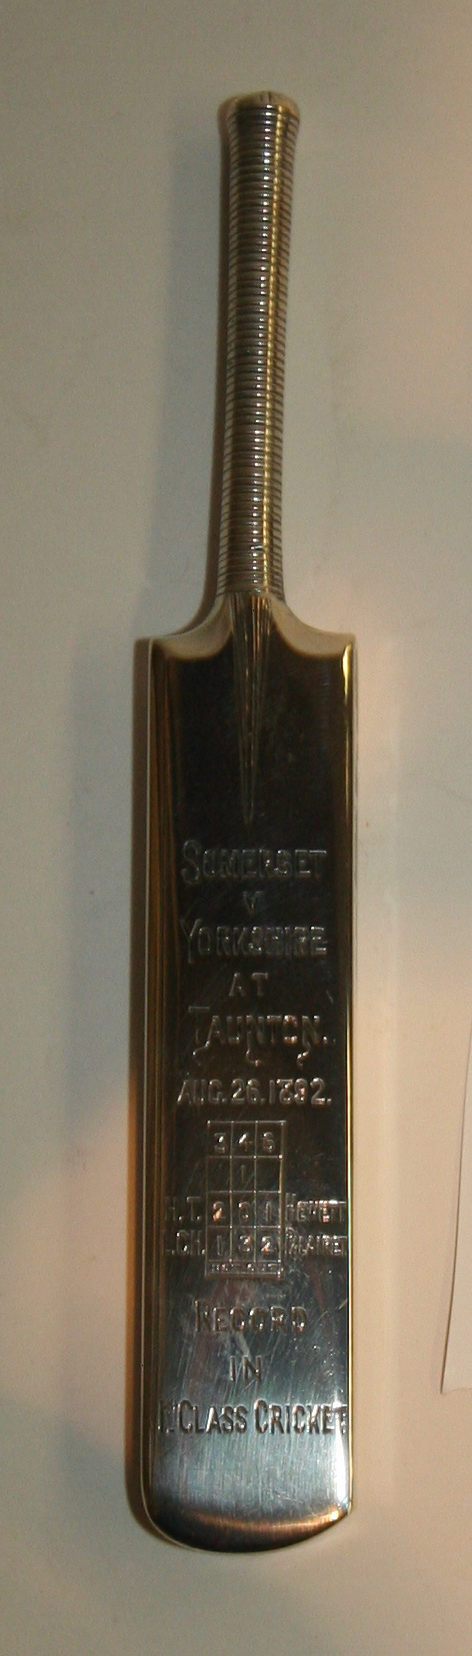 SOMERSET
V
YORKSHIRE
AT
TAUNTON.
AUG. 26. 1892.
3 4 6
1
H. T. 2 0 1 HEWETT
L. C. H. 1 3 2 PALAIRET
RECORD
IN
1ST CLASS CRICKET